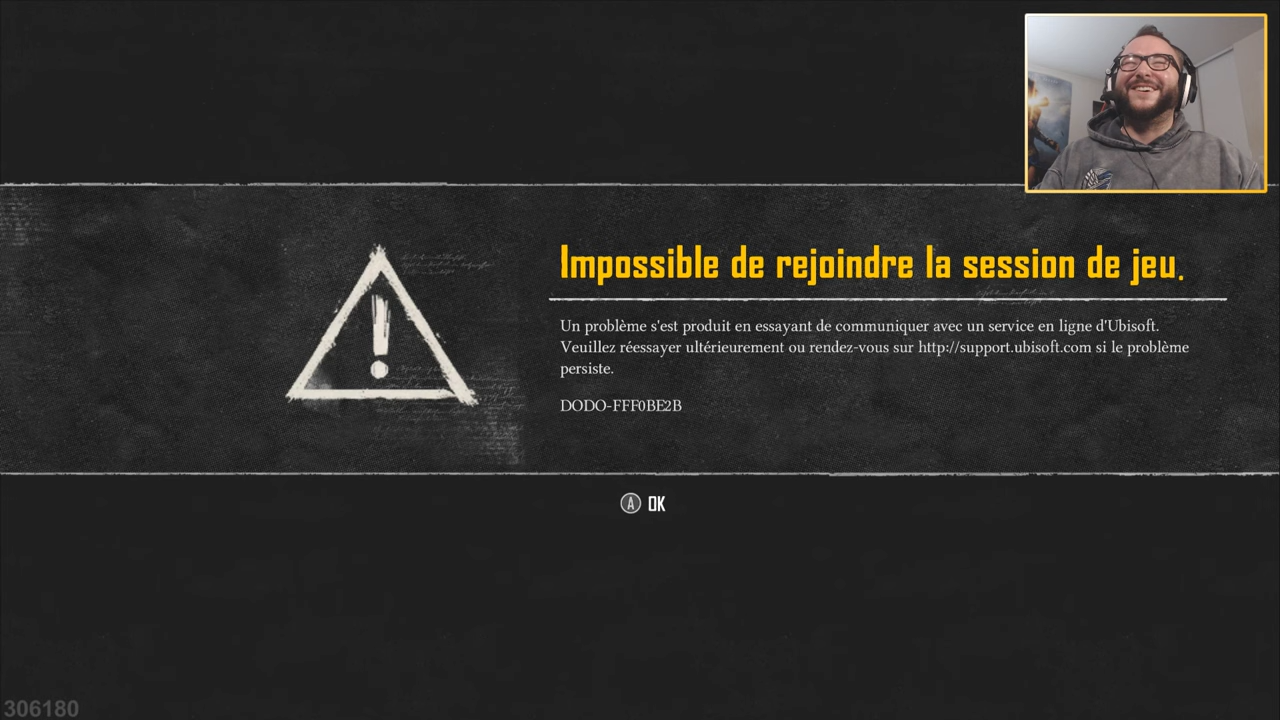 Impossible de rejoindre la session de jeu.
Un problème s'est produit en essayant de communiquer avec un service en ligne d'Ubisoft.
Veuillez réessayer ultérieurement ou rendez-vous sur http://support.ubisoft.com si le problème
persiste.
DODO-FFF0BE2B
A OK
306180